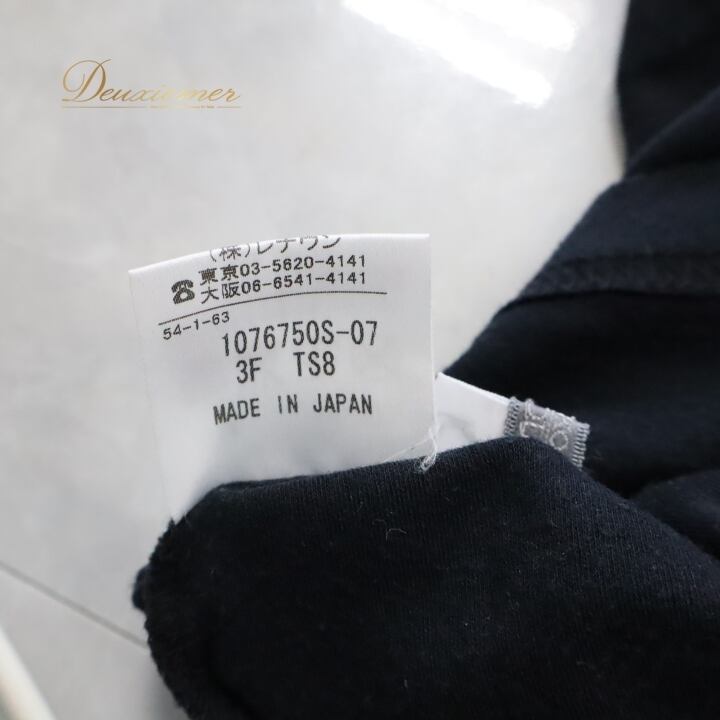 Deuxiemer
(株)レナウン
☎ 東京03-5620-4141
大阪06-6541-4141
54-1-63
1076750S-07
3F TS8
MADE IN JAPAN